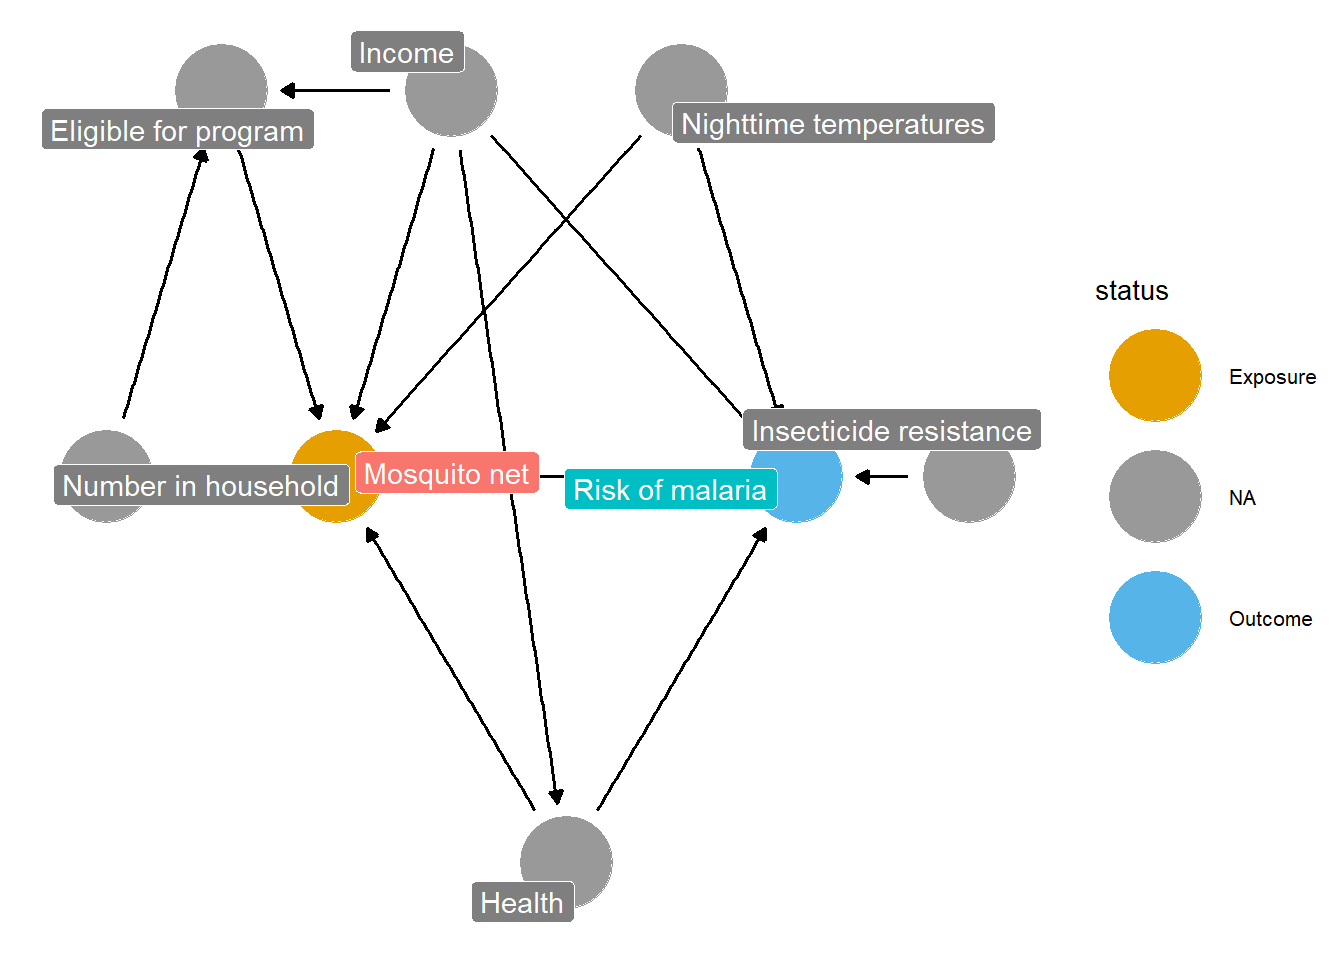 Income
Eligible for program
Nighttime temperatures
Insecticide resistance
Number in household
Mosquito net
Risk of malaria
Health
status
Exposure
NA
Outcome